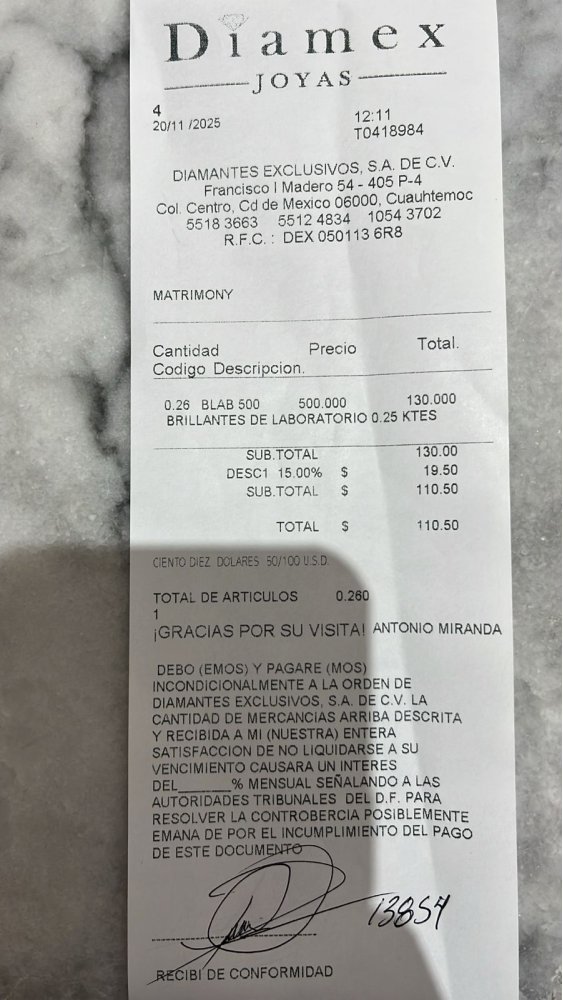 Diamex
JOYAS
4
20/11 /2025
12:11
T0418984
DIAMANTES EXCLUSIVOS, S.A. DE C.V.
Francisco I Madero 54 - 405 P-4
Col. Centro, Cd de Mexico 06000, Cuauhtemoc
5518 3663 5512 4834 1054 3702
R.F.C. : DEX 050113 6R8
MATRIMONY
Cantidad Precio Total.
Codigo Descripcion.
0.26 BLAB 500 500.000 130.000
BRILLANTES DE LABORATORIO 0.25 KTES
SUB.TOTAL 130.00
DESC1 15.00% $ 19.50
SUB.TOTAL $ 110.50
TOTAL $ 110.50
CIENTO DIEZ DOLARES 50/100 U.S.D.
TOTAL DE ARTICULOS 0.260
1
¡GRACIAS POR SU VISITA! ANTONIO MIRANDA
DEBO (EMOS) Y PAGARE (MOS)
INCONDICIONALMENTE A LA ORDEN DE
DIAMANTES EXCLUSIVOS, S.A. DE C.V. LA
CANTIDAD DE MERCANCIAS ARRIBA DESCRITA
Y RECIBIDA A MI (NUESTRA) ENTERA
SATISFACCION DE NO LIQUIDARSE A SU
VENCIMIENTO CAUSARA UN INTERES
DEL______% MENSUAL SEÑALANDO A LAS
AUTORIDADES TRIBUNALES DEL D.F. PARA
RESOLVER LA CONTROBERCIA POSIBLEMENTE
EMANA DE POR EL INCUMPLIMIENTO DEL PAGO
DE ESTE DOCUMENTO
13854
RECIBI DE CONFORMIDAD